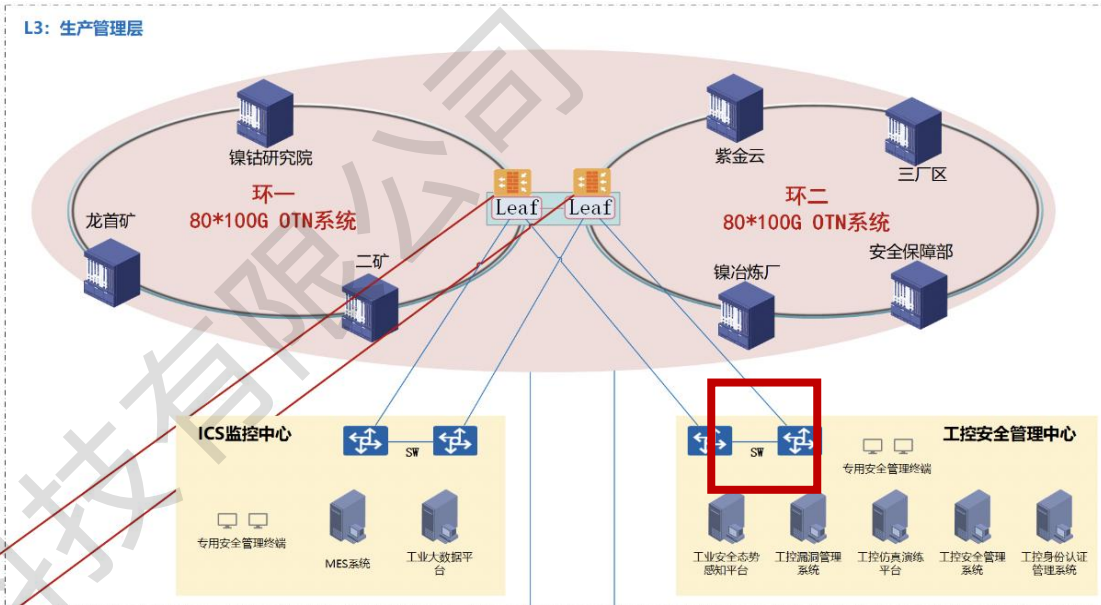 L3：生产管理层
镍钴研究院
紫金云
三厂区
环一
80*100G OTN系统
Leaf
Leaf
环二
80*100G OTN系统
龙首矿
二矿
镍冶炼厂
安全保障部
ICS监控中心
SW
专用安全管理终端
MES系统
工业大数据平
台
SW
工控安全管理中心
专用安全管理终端
工业安全态势
感知平台
工控漏洞管理
系统
工控仿真演练
平台
工控安全管理
系统
工控身份认证
管理系统
科技有限公司